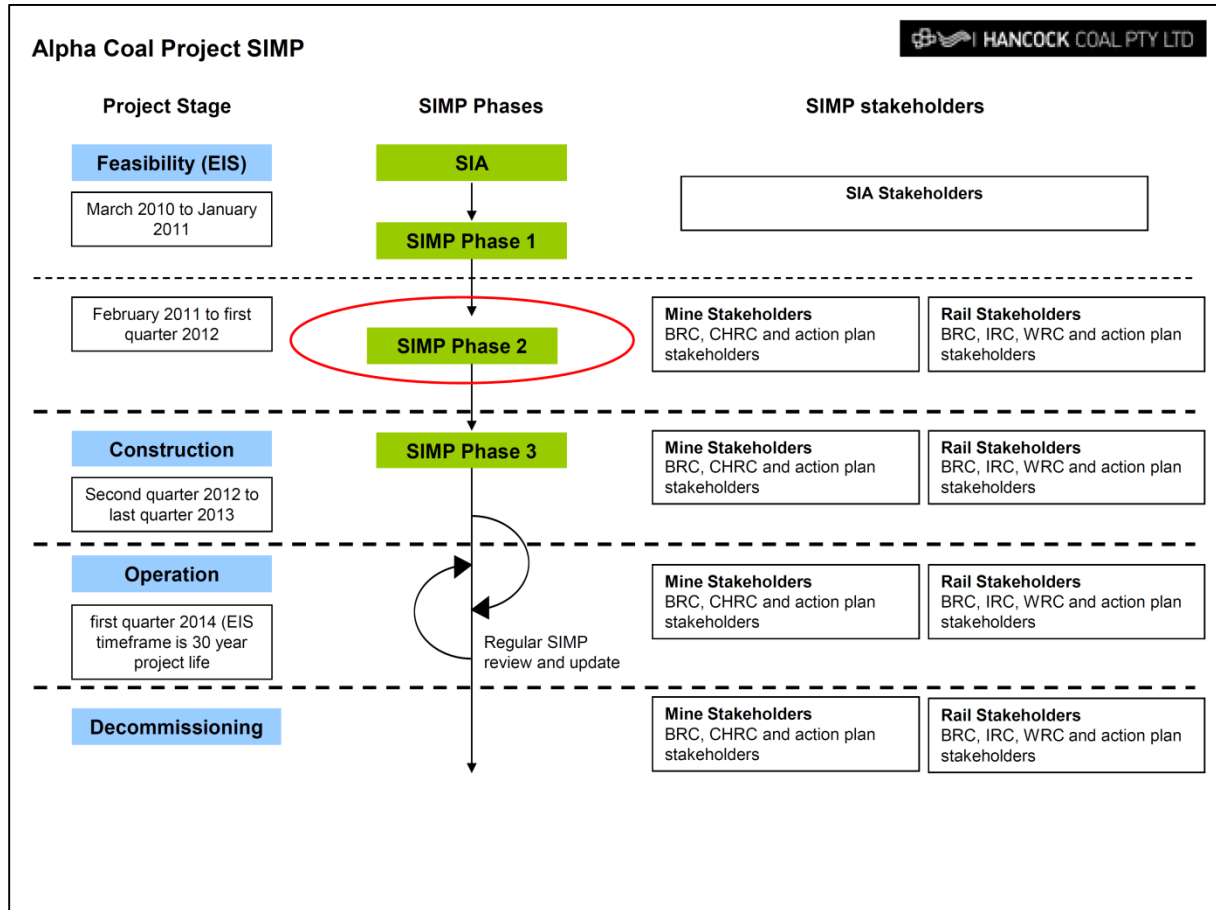 Alpha Coal Project SIMP
HANCOCK COAL PTY LTD
Project Stage
SIMP Phases
SIMP stakeholders
Feasibility (EIS)
SIA
March 2010 to January
2011
SIA Stakeholders
SIMP Phase 1
February 2011 to first
quarter 2012
SIMP Phase 2
Mine Stakeholders
BRC, CHRC and action plan
stakeholders
Rail Stakeholders
BRC, IRC, WRC and action plan
stakeholders
Construction
Second quarter 2012 to
last quarter 2013
SIMP Phase 3
Mine Stakeholders
BRC, CHRC and action plan
stakeholders
Rail Stakeholders
BRC, IRC, WRC and action plan
stakeholders
Operation
first quarter 2014 (EIS
timeframe is 30 year
project life
Regular SIMP
review and update
Mine Stakeholders
BRC, CHRC and action plan
stakeholders
Rail Stakeholders
BRC, IRC, WRC and action plan
stakeholders
Decommissioning
Mine Stakeholders
BRC, CHRC and action plan
stakeholders
Rail Stakeholders
BRC, IRC, WRC and action plan
stakeholders